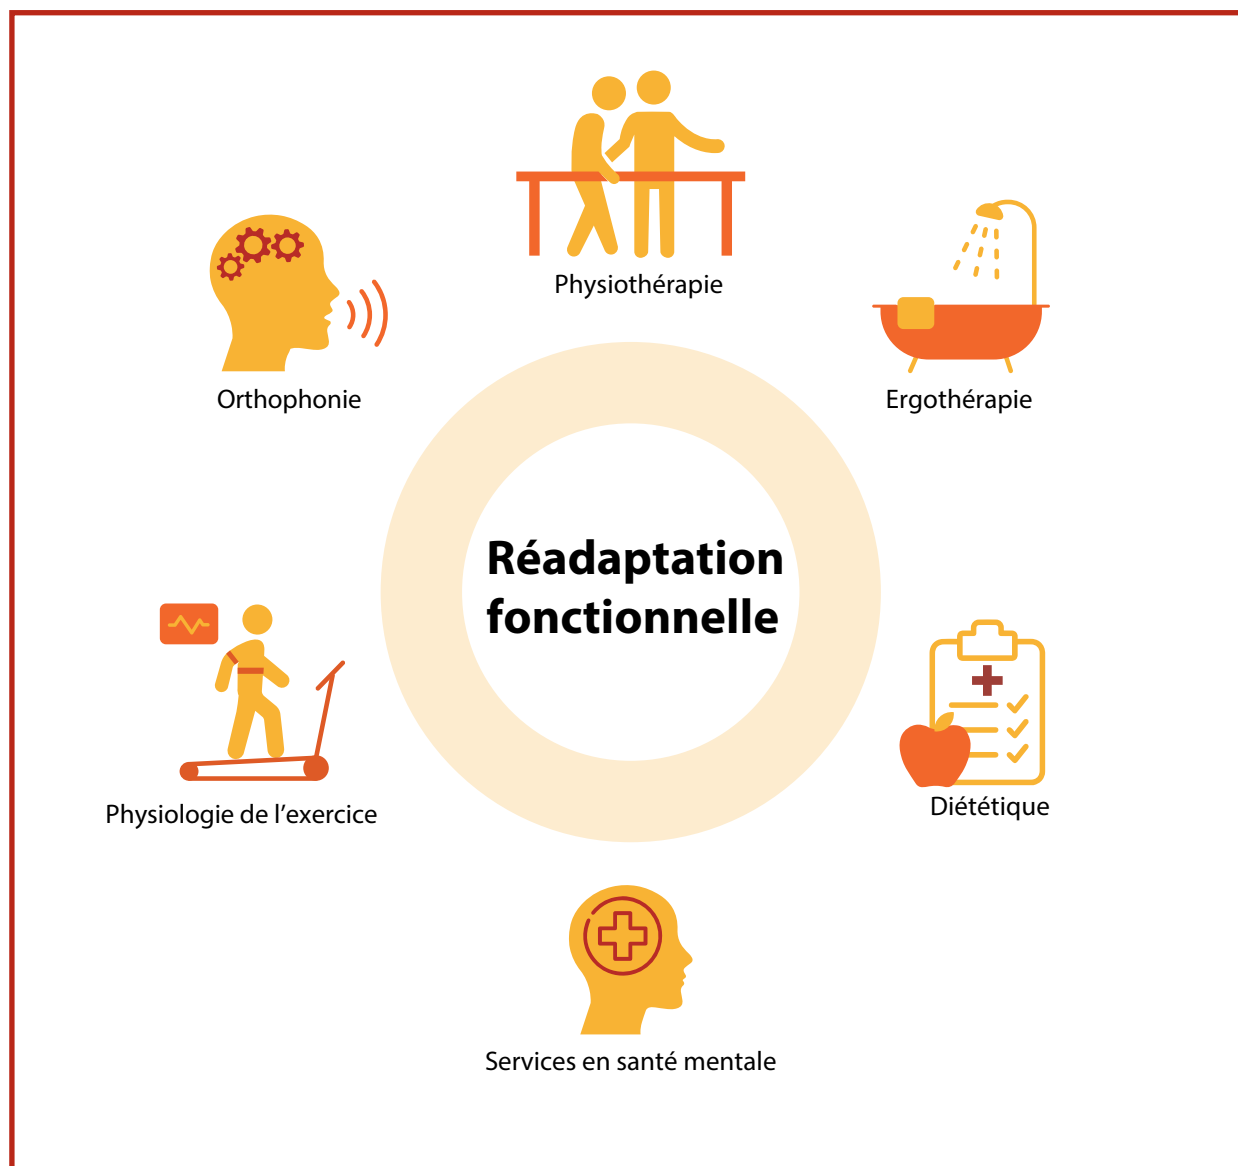 Physiothérapie
Orthophonie
Ergothérapie
Réadaptation
fonctionnelle
Physiologie de l’exercice
Diététique
Services en santé mentale